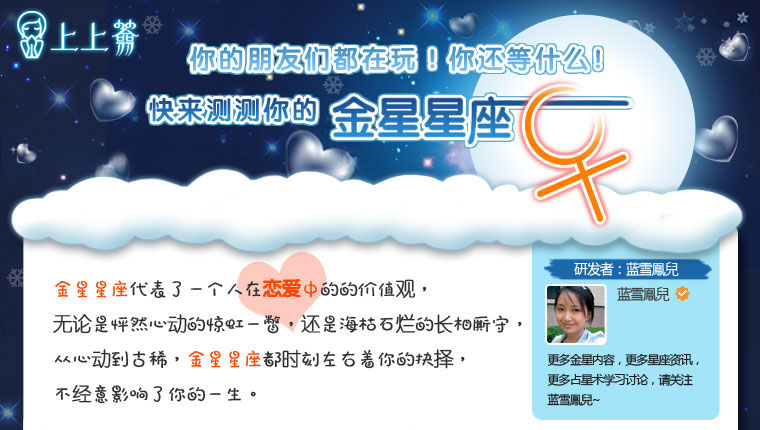 上上籤
你的朋友们都在玩！你还等什么！
快来测测你的 金星星座
金星星座代表了一个人在恋爱中的的价值观，
无论是怦然心动的惊虹一瞥，还是海枯石烂的长相厮守，
从心动到古稀，金星星座都时刻左右着你的抉择，
不经意影响了你的一生。
研发者：蓝雪鳳兒
蓝雪鳳兒
更多金星内容，更多星座资讯，
更多占星术学习讨论，请关注
蓝雪鳳兒~